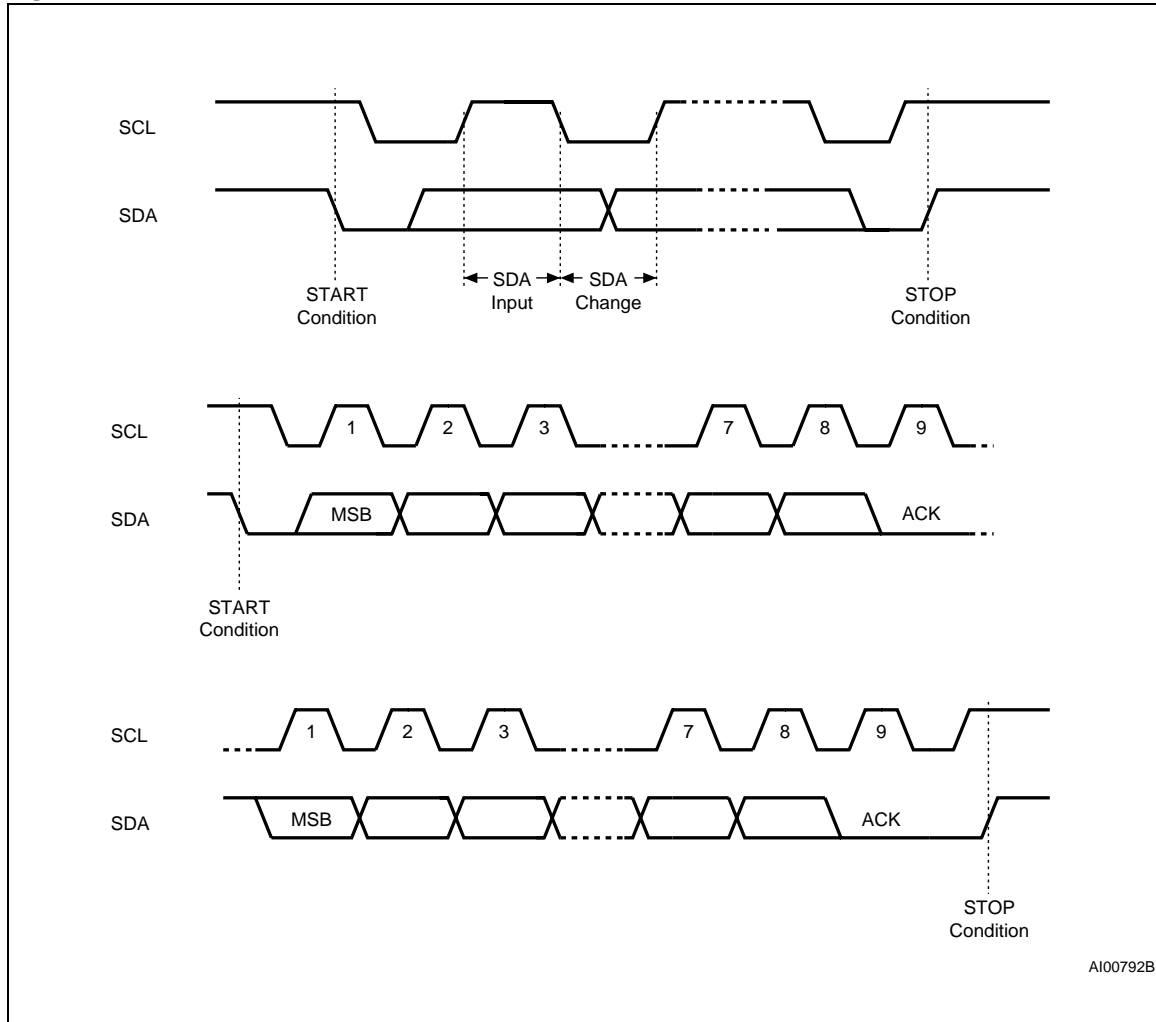 SCL
SDA
START
Condition
SDA
Input
SDA
Change
STOP
Condition
SCL
1 2 3 7 8 9
SDA
MSB ACK
START
Condition
SCL
1 2 3 7 8 9
SDA
MSB ACK
STOP
Condition
AI00792B